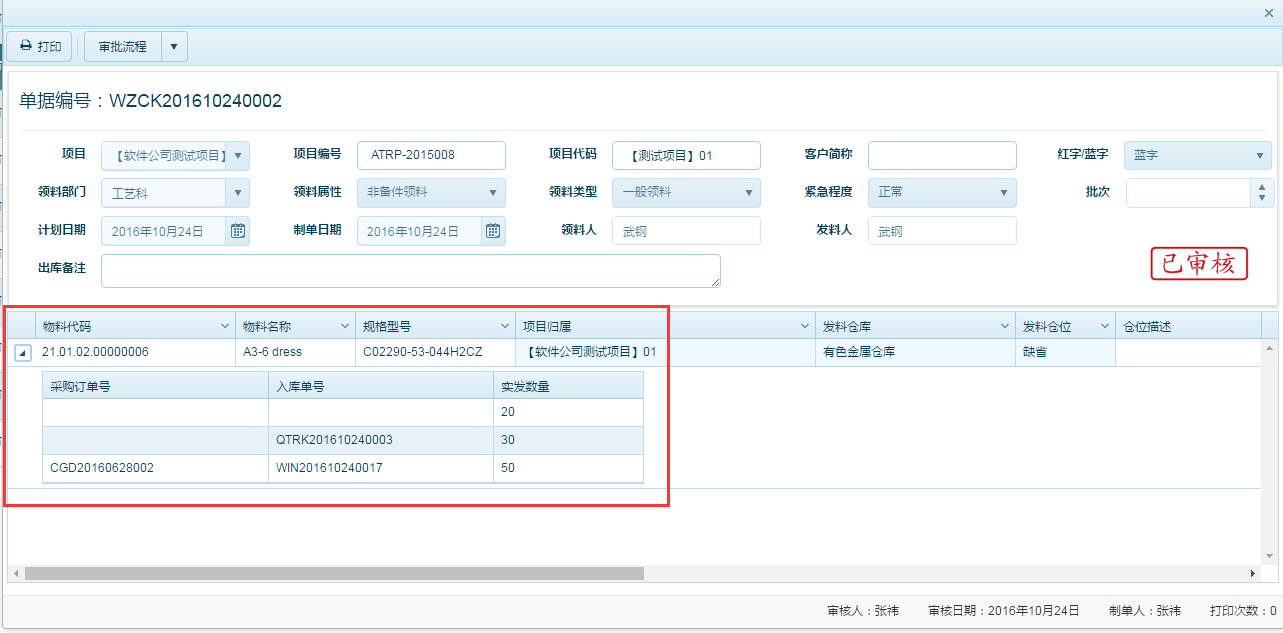 打印 审批流程
单据编号：WZCK201610240002
项目 【软件公司测试项目】 项目编号 ATRP-2015008 项目代码 【测试项目】01 客户简称 红字/蓝字 蓝字
领料部门 工艺科 领料属性 非备件领料 领料类型 一般领料 紧急程度 正常 批次
计划日期 2016年10月24日 制单日期 2016年10月24日 领料人 武钢 发料人 武钢
出库备注
已审核
物料代码 物料名称 规格型号 项目归属 发料仓库 发料仓位 仓位描述
21.01.02.00000006 A3-6 dress C02290-53-044H2CZ 【软件公司测试项目】01 有色金属仓库 缺省
采购订单号 入库单号 实发数量
20
QTRK201610240003 30
CGD20160628002 WIN201610240017 50
审核人：张祎 审核日期：2016年10月24日 制单人：张祎 打印次数：0